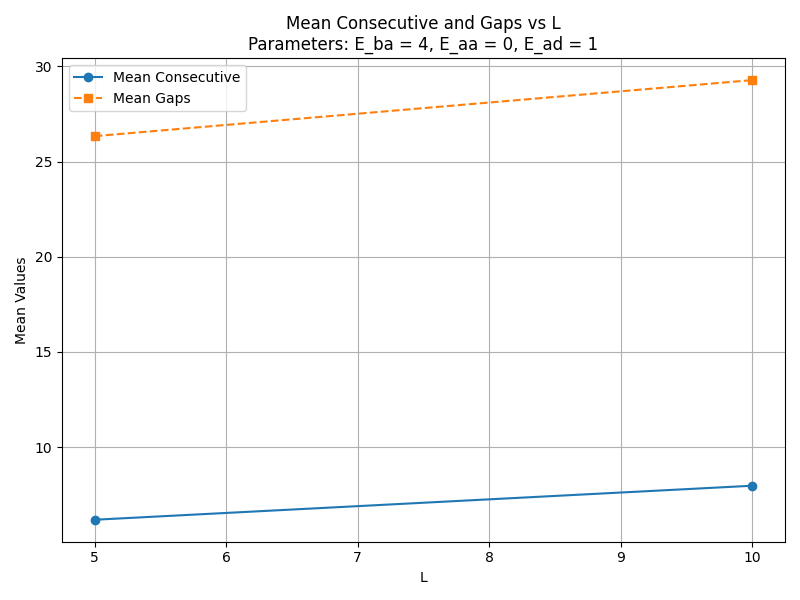 Mean Consecutive and Gaps vs L
Parameters: E_ba = 4, E_aa = 0, E_ad = 1
Mean Consecutive
Mean Gaps
30
25
20
15
10
Mean Values
5
6
7
8
9
10
L